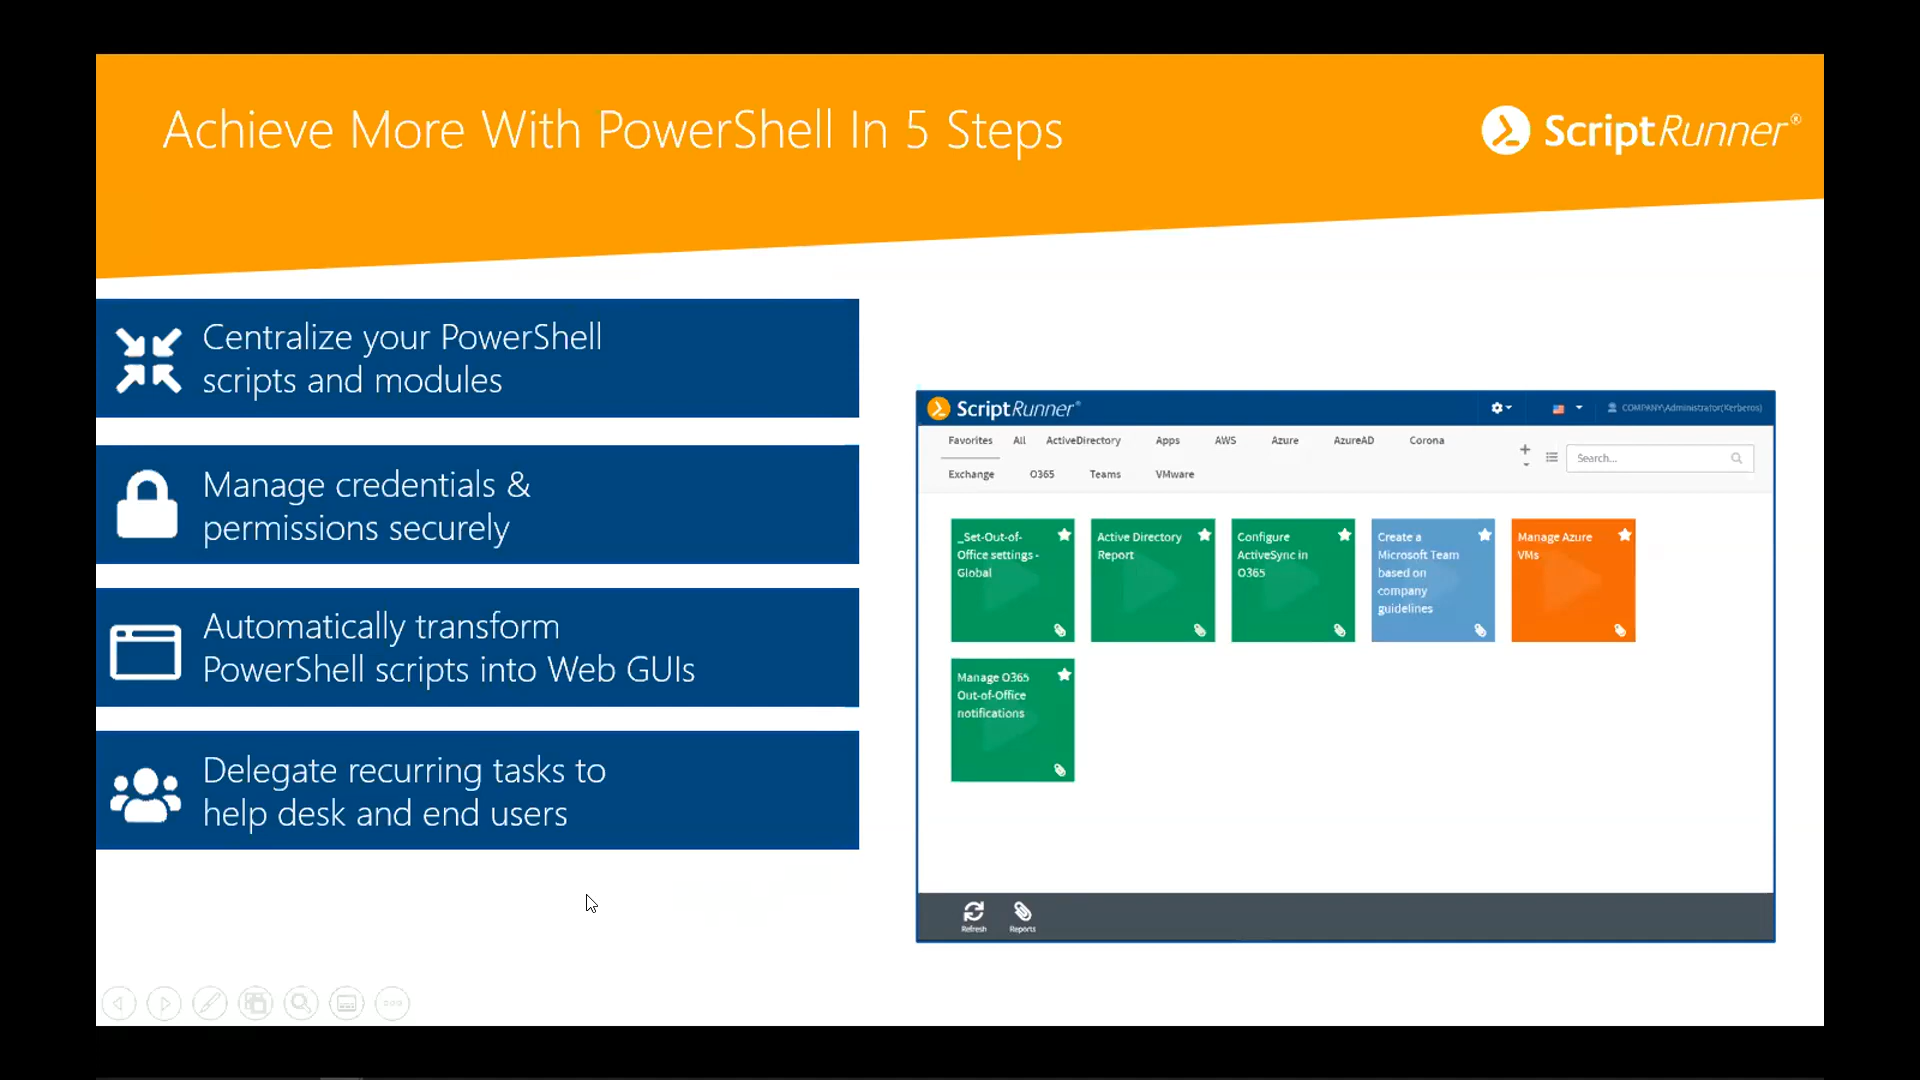 Achieve More With PowerShell In 5 Steps
ScriptRunner®
Centralize your PowerShell
scripts and modules
Manage credentials &
permissions securely
Automatically transform
PowerShell scripts into Web GUIs
Delegate recurring tasks to
help desk and end users
ScriptRunner®
COMPANY\Administrator(Kerberos)
Favorites All ActiveDirectory Apps AWS Azure AzureAD Corona
Exchange O365 Teams VMware
Search...
_Set-Out-of-
Office settings -
Global
Active Directory
Report
Configure
ActiveSync in
O365
Create a
Microsoft Team
based on
company
guidelines
Manage Azure
VMs
Manage O365
Out-of-Office
notifications
Refresh
Reports